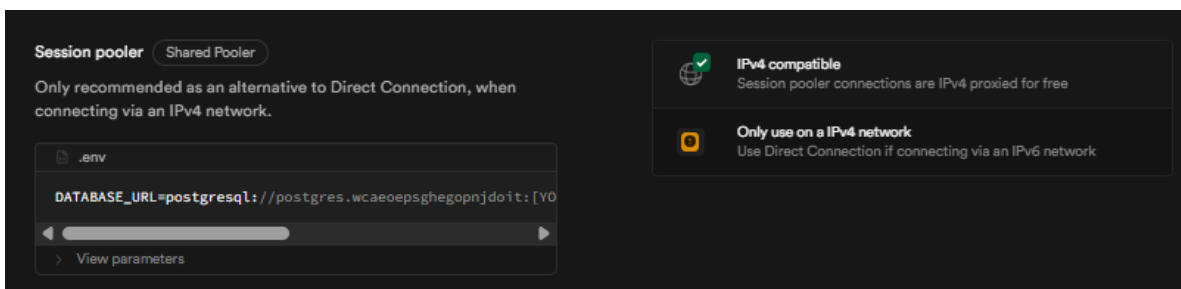 Session pooler Shared Pooler
Only recommended as an alternative to Direct Connection, when
connecting via an IPv4 network.
.env
DATABASE_URL=postgresql://postgres.wcaeoepsghegopnjdoit:[YO
View parameters
IPv4 compatible
Session pooler connections are IPv4 proxied for free
Only use on a IPv4 network
Use Direct Connection if connecting via an IPv6 network